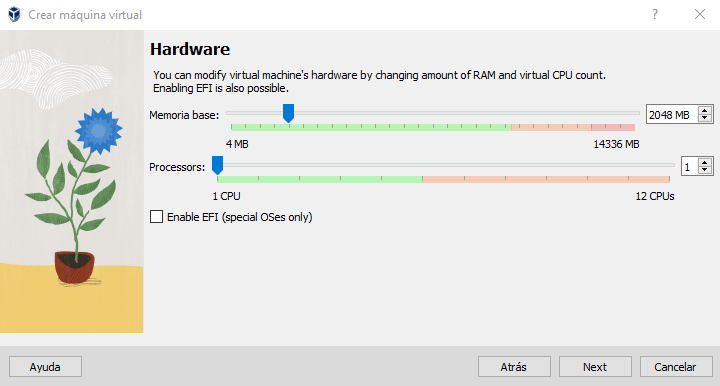 Crear máquina virtual
Hardware
You can modify virtual machine's hardware by changing amount of RAM and virtual CPU count.
Enabling EFI is also possible.
Memoria base:
2048 MB
4 MB
14336 MB
Processors:
1
1 CPU
12 CPUs
Enable EFI (special OSes only)
Ayuda
Atrás
Next
Cancelar